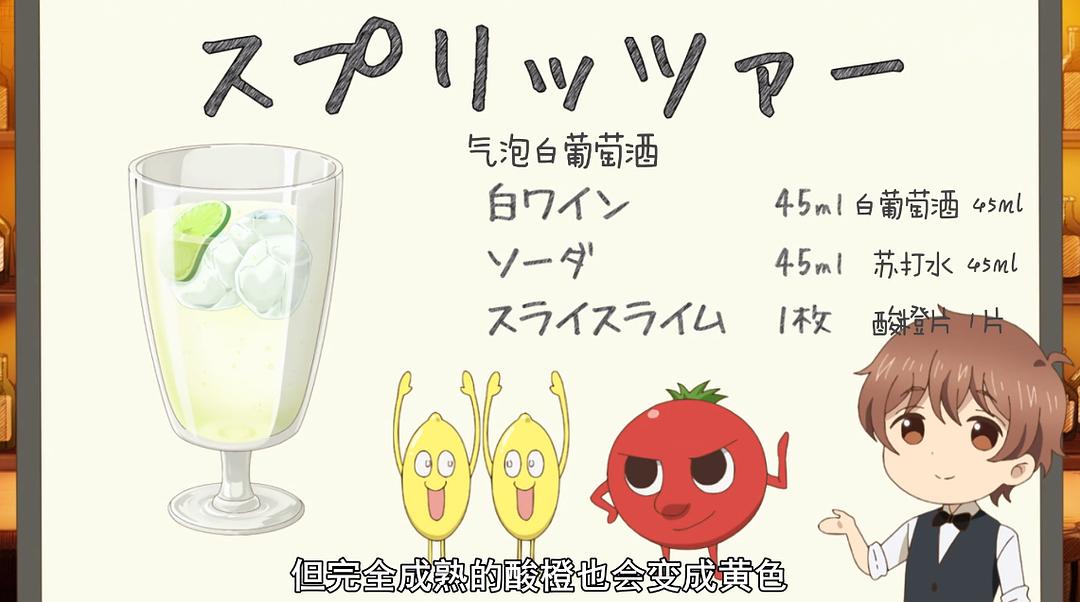 スプリッツァー
气泡白葡萄酒
白ワイン 45ml 白葡萄酒 45ml
ソーダ 45ml 苏打水 45ml
スライスライム 1枚 酸橙片 1片
但完全成熟的酸橙也会变成黄色